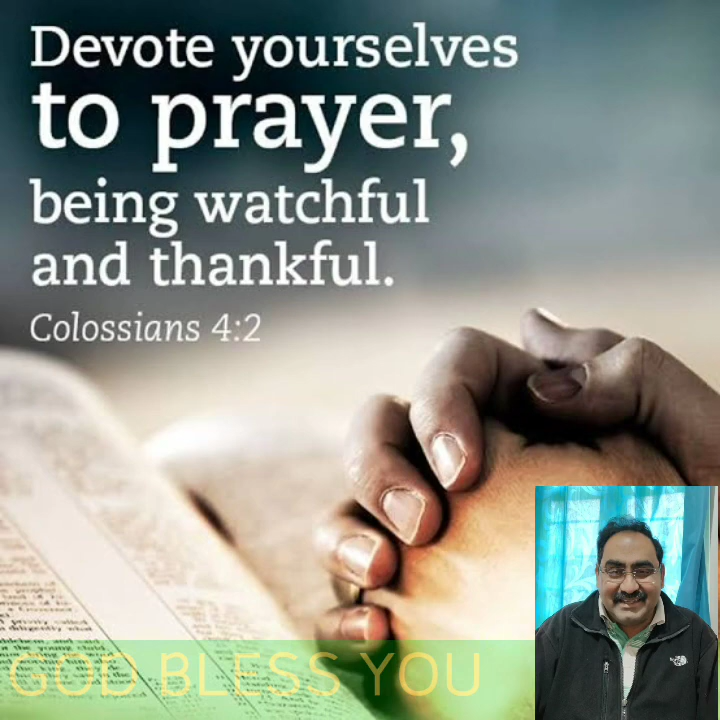 Devote yourselves
to prayer,
being watchful
and thankful.
Colossians 4:2
GOD BLESS YOU